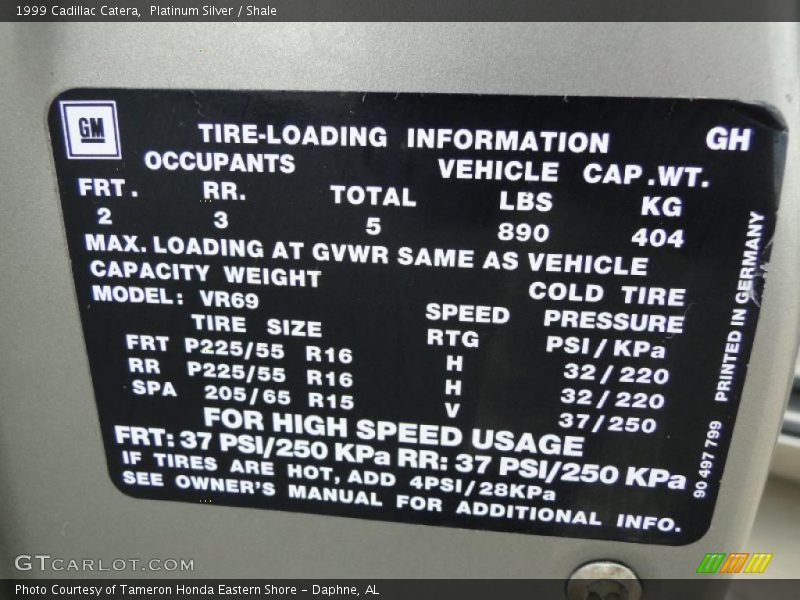 1999 Cadillac Catera, Platinum Silver / Shale
GM TIRE-LOADING INFORMATION GH
OCCUPANTS VEHICLE CAP.WT.
FRT. RR. TOTAL LBS KG
2 3 5 890 404
MAX. LOADING AT GVWR SAME AS VEHICLE
CAPACITY WEIGHT
MODEL: VR69 COLD TIRE
TIRE SIZE SPEED PRESSURE
RTG PSI/KPa
FRT P225/55 R16 H 32/220
RR P225/55 R16 H 32/220
SPA 205/65 R15 V 37/250
FOR HIGH SPEED USAGE
FRT: 37 PSI/250 KPa RR: 37 PSI/250 KPa
IF TIRES ARE HOT, ADD 4PSI/28KPa
SEE OWNER'S MANUAL FOR ADDITIONAL INFO.
90 497 799 PRINTED IN GERMANY
GTCARLOT.COM
Photo Courtesy of Tameron Honda Eastern Shore - Daphne, AL